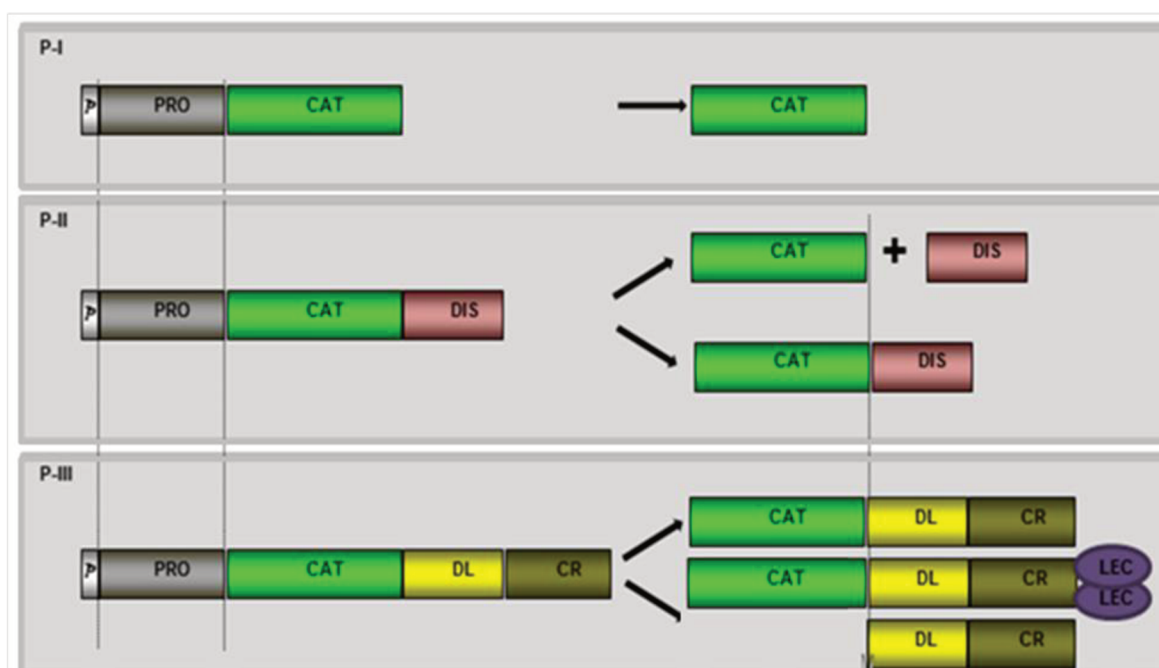 P-I
P PRO CAT
CAT
P-II
CAT + DIS
P PRO CAT DIS
CAT DIS
P-III
CAT DL CR
P PRO CAT DL CR
CAT DL CR LEC
LEC
DL CR